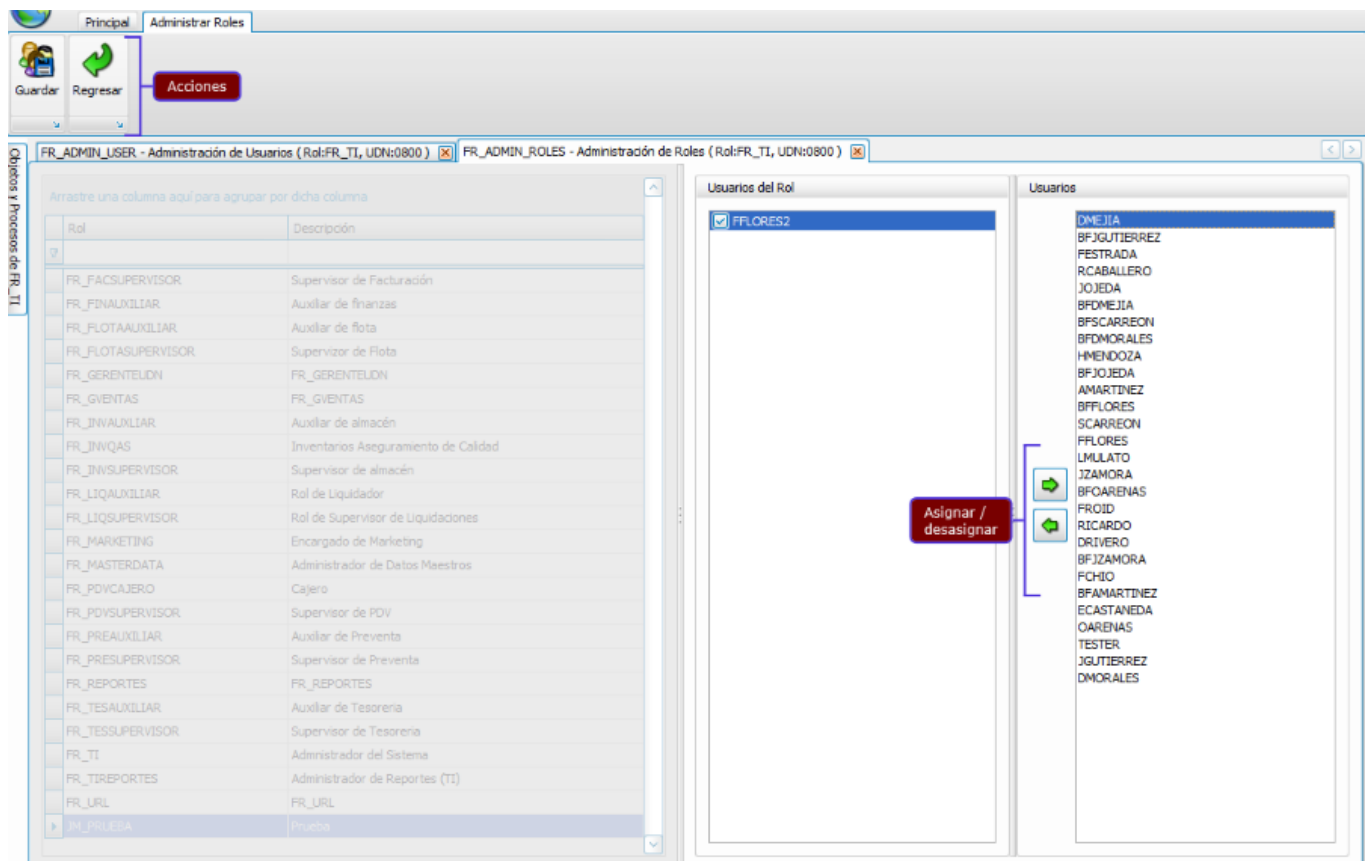 Principal Administrar Roles
Guardar Regresar
Acciones
Objetos y Procesos de FR_TI
FR_ADMIN_USER - Administración de Usuarios ( Rol:FR_TI, UDN:0800 ) FR_ADMIN_ROLES - Administración de Roles ( Rol:FR_TI, UDN:0800 )
Arrastre una columna aquí para agrupar por dicha columna
Rol Descripción
FR_FACSUPERVISOR Supervisor de Facturación
FR_FINAUXILIAR Auxiliar de finanzas
FR_FLOTAAUXILIAR Auxiliar de flota
FR_FLOTASUPERVISOR Supervizor de Flota
FR_GERENTEUDN FR_GERENTEUDN
FR_GVENTAS FR_GVENTAS
FR_INVAUXLIAR Auxiliar de almacén
FR_INVQAS Inventarios Aseguramiento de Calidad
FR_INVSUPERVISOR Supervisor de almacén
FR_LIQAUXILIAR Rol de Liquidador
FR_LIQSUPERVISOR Rol de Supervisor de Liquidaciones
FR_MARKETING Encargado de Marketing
FR_MASTERDATA Administrador de Datos Maestros
FR_PDVCAJERO Cajero
FR_PDVSUPERVISOR Supervisor de PDV
FR_PREAUXILIAR Auxiliar de Preventa
FR_PRESUPERVISOR Supervisor de Preventa
FR_REPORTES FR_REPORTES
FR_TESAUXILIAR Auxiliar de Tesoreria
FR_TESSUPERVISOR Supervisor de Tesoreria
FR_TI Admnistrador del Sistema
FR_TIREPORTES Administrador de Reportes (TI)
FR_URL FR_URL
JM_PRUEBA Prueba
Usuarios del Rol
FFLORES2
Asignar /
desasignar
Usuarios
DMEJIA
BFJGUTIERREZ
FESTRADA
RCABALLERO
JOJEDA
BFDMEJIA
BFSCARREON
BFDMORALES
HMENDOZA
BFJOJEDA
AMARTINEZ
BFFLORES
SCARREON
FFLORES
LMULATO
JZAMORA
BFOARENAS
FROID
RICARDO
DRIVERO
BFJZAMORA
FCHIO
BFAMARTINEZ
ECASTANEDA
OARENAS
TESTER
JGUTIERREZ
DMORALES